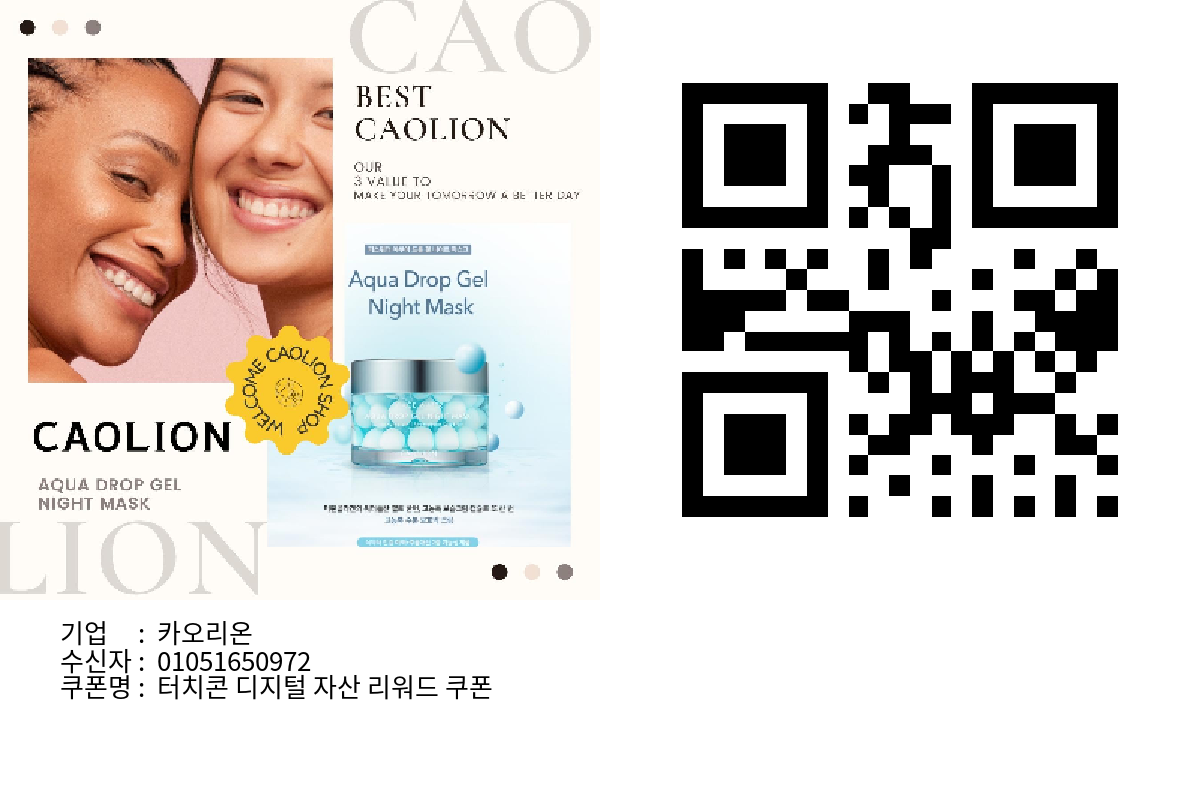 CAO
BEST
CAOLION
OUR
3 VALUE TO
MAKE YOUR TOMORROW A BETTER DAY
Aqua Drop Gel
Night Mask
WELCOME CAOLION SHOP
CAOLION
AQUA DROP GEL
NIGHT MASK
LION
기업 : 카오리온
수신자 : 01051650972
쿠폰명 : 터치콘 디지털 자산 리워드 쿠폰